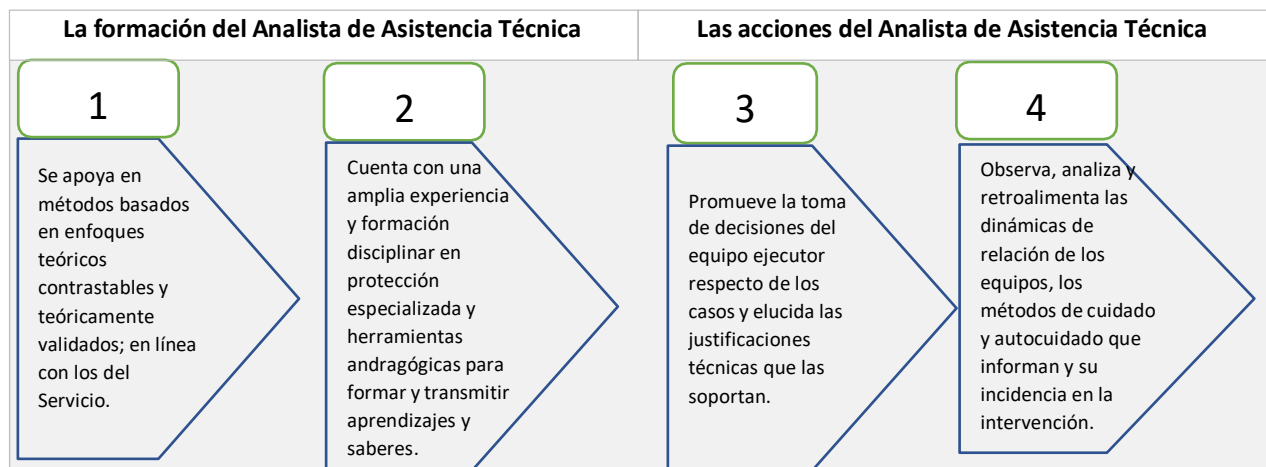 La formación del Analista de Asistencia Técnica
Las acciones del Analista de Asistencia Técnica
1
Se apoya en
métodos basados
en enfoques
teóricos
contrastables y
teóricamente
validados; en línea
con los del
Servicio.
2
Cuenta con una
amplia experiencia
y formación
disciplinar en
protección
especializada y
herramientas
andragógicas para
formar y transmitir
aprendizajes y
saberes.
3
Promueve la toma
de decisiones del
equipo ejecutor
respecto de los
casos y elucida las
justificaciones
técnicas que las
soportan.
4
Observa, analiza y
retroalimenta las
dinámicas de
relación de los
equipos, los
métodos de cuidado
y autocuidado que
informan y su
incidencia en la
intervención.